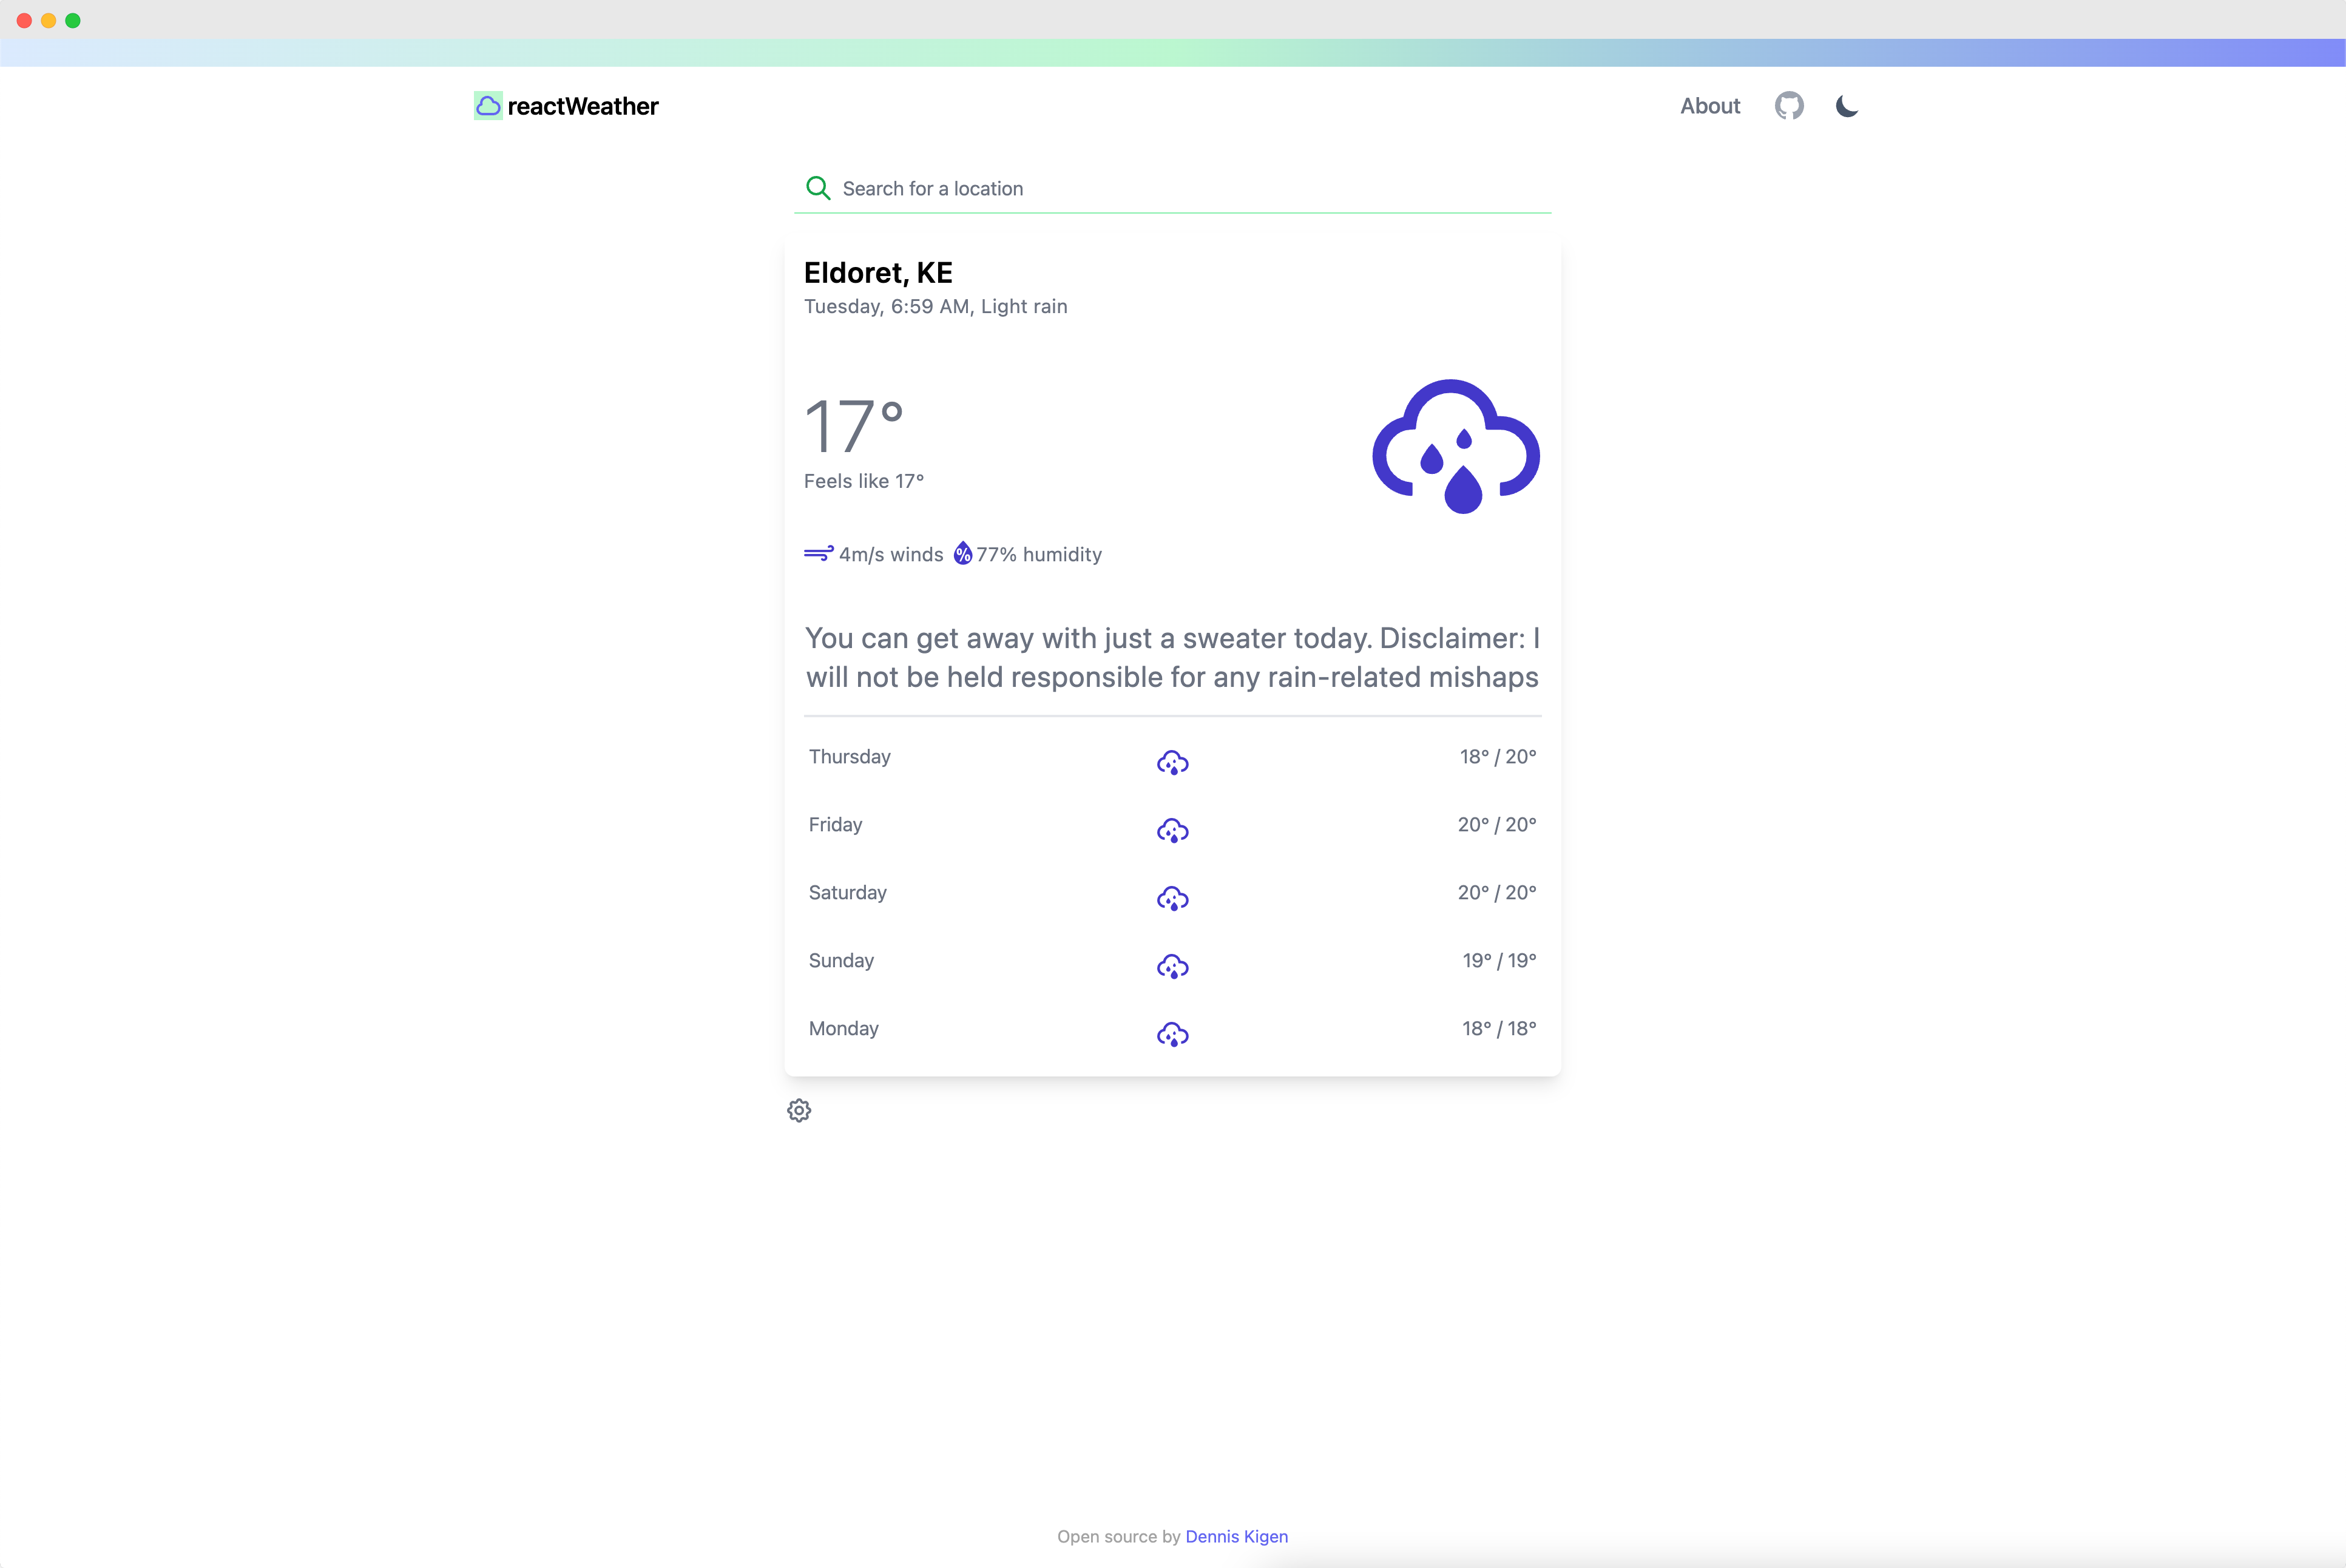 reactWeather
About
Search for a location
Eldoret, KE
Tuesday, 6:59 AM, Light rain
17°
Feels like 17°
4m/s winds % 77% humidity
You can get away with just a sweater today. Disclaimer: I
will not be held responsible for any rain-related mishaps
Thursday 18° / 20°
Friday 20° / 20°
Saturday 20° / 20°
Sunday 19° / 19°
Monday 18° / 18°
Open source by Dennis Kigen